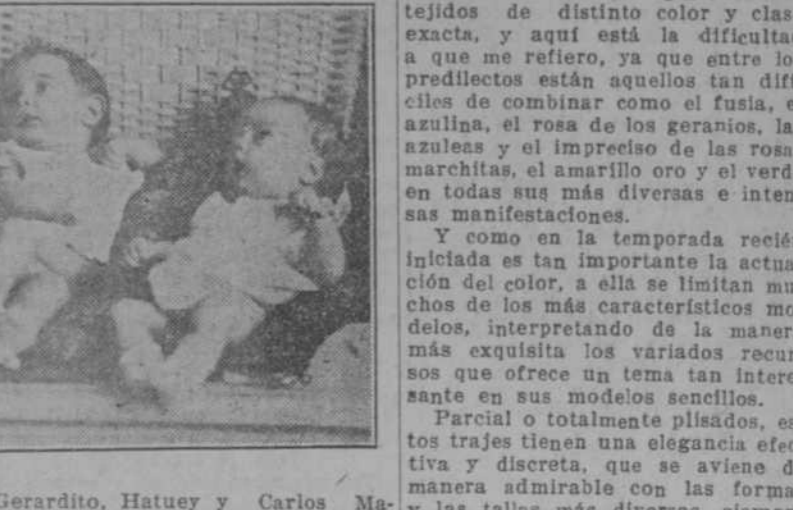 Gerardito, Hatuey y Carlos Ma-
tejidos de distinto color y clas
exacta, y aquí está la dificulta
a que me refiero, ya que entre lo
predilectos están aquellos tan difí
ciles de combinar como el fusia, e
azulina, el rosa de los geranios, la
azuleas y el impreciso de las rosa
marchitas, el amarillo oro y el verd
en todas sus más diversas e inten
sas manifestaciones.
Y como en la temporada recié
iniciada es tan importante la actua
ción del color, a ella se limitan mu
chos de los más característicos mo
delos, interpretando de la maner
más exquisita los variados recur
sos que ofrece un tema tan intere
sante en sus modelos sencillos.
Parcial o totalmente plisados, es
tos trajes tienen una elegancia efec
tiva y discreta, que se aviene d
manera admirable con las forma
y las tallas más diversas